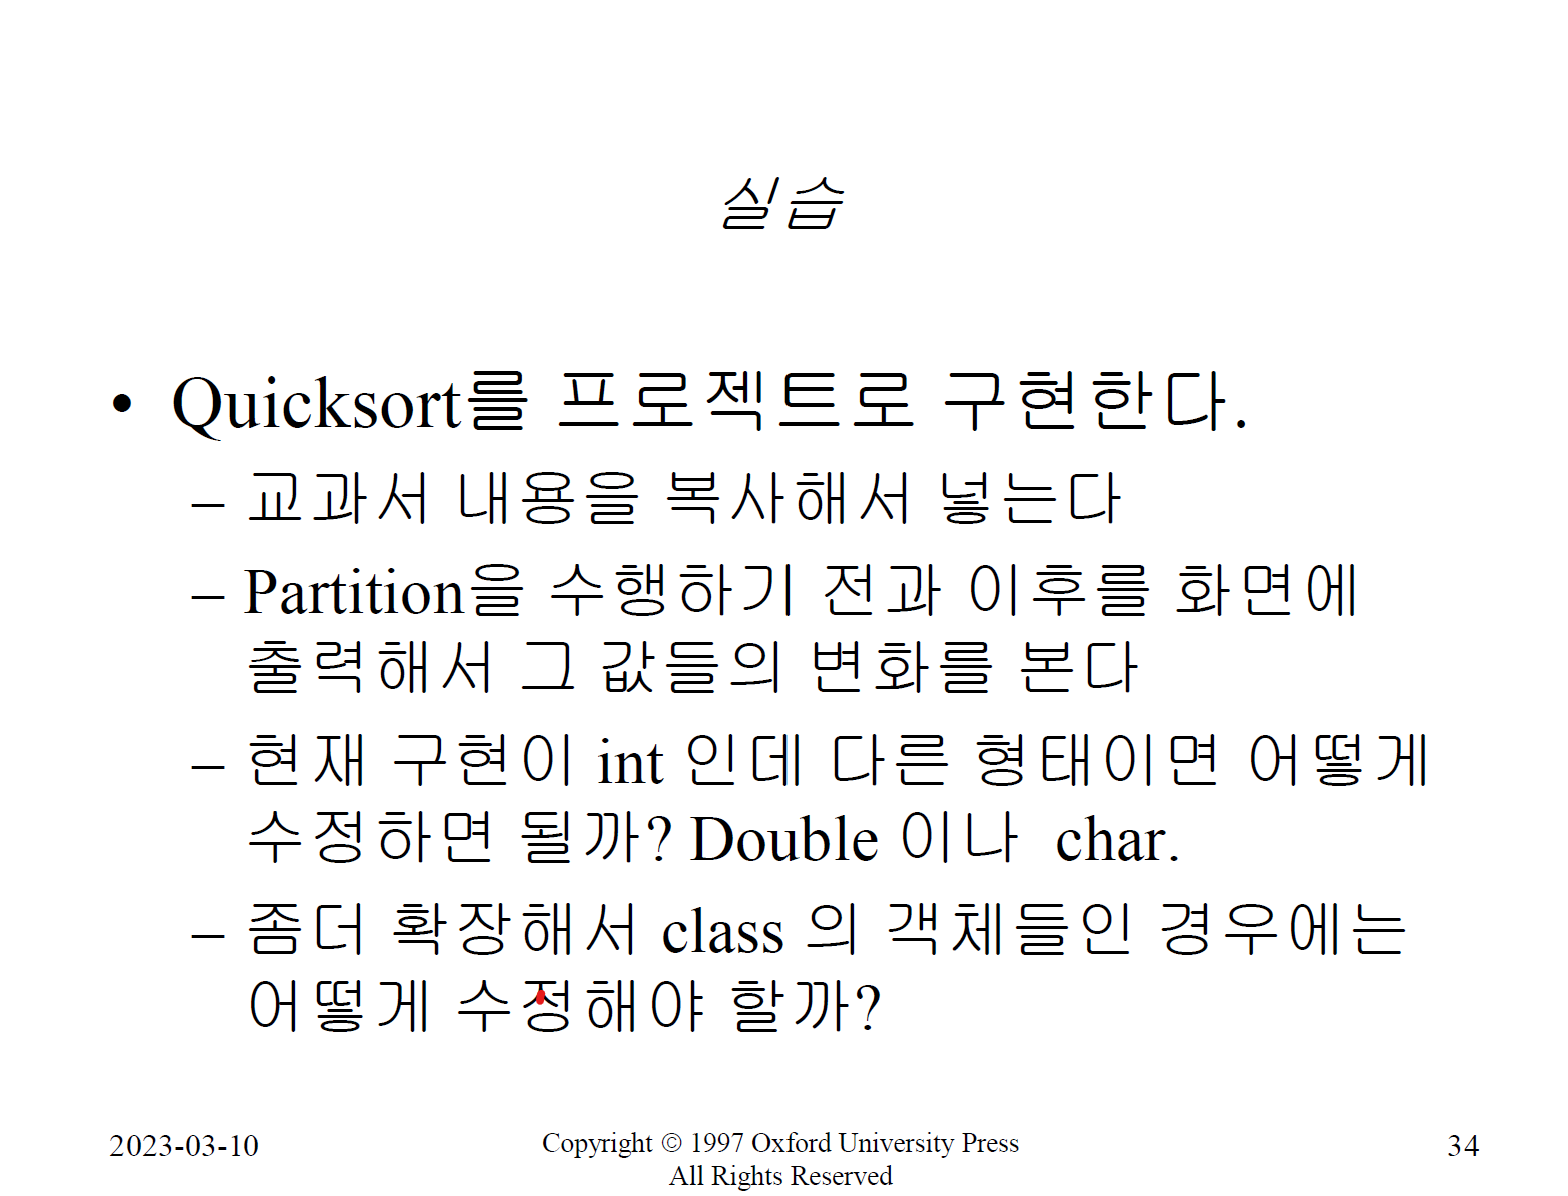 실습
• Quicksort를 프로젝트로 구현한다.
– 교과서 내용을 복사해서 넣는다
– Partition을 수행하기 전과 이후를 화면에
출력해서 그 값들의 변화를 본다
– 현재 구현이 int 인데 다른 형태이면 어떻게
수정하면 될까? Double 이나 char.
– 좀더 확장해서 class 의 객체들인 경우에는
어떻게 수정해야 할까?
2023-03-10
Copyright © 1997 Oxford University Press
All Rights Reserved
34